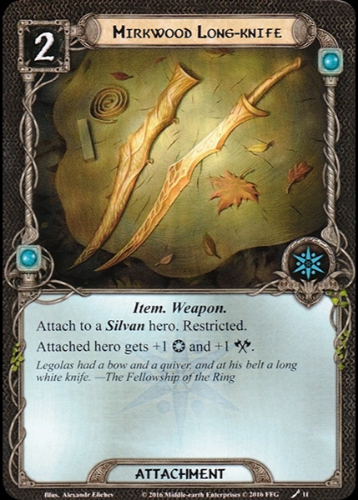 2
MIRKWOOD LONG-KNIFE
Item. Weapon.
Attach to a Silvan hero. Restricted.
Attached hero gets +1 and +1 .
Legolas had a bow and a quiver, and at his belt a long
white knife. —The Fellowship of the
Ring
ATTACHMENT
Illus. Alexandr Elichev © 2016 Middle-earth Enterprises © 2016 FFG 11